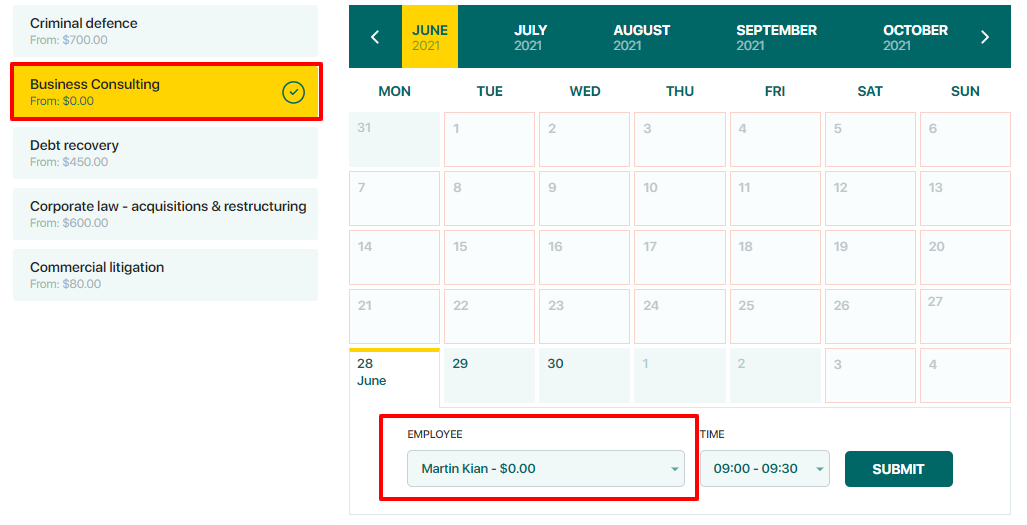 Criminal defence
From: $700.00
Business Consulting
From: $0.00
Debt recovery
From: $450.00
Corporate law - acquisitions & restructuring
From: $600.00
Commercial litigation
From: $80.00
JUNE JULY AUGUST SEPTEMBER OCTOBER
2021 2021 2021 2021 2021
MON TUE WED THU FRI SAT SUN
31 1 2 3 4 5 6
7 8 9 10 11 12 13
14 15 16 17 18 19 20
21 22 23 24 25 26 27
28 29 30 1 2 3 4
June
EMPLOYEE TIME
Martin Kian - $0.00 09:00 - 09:30 SUBMIT